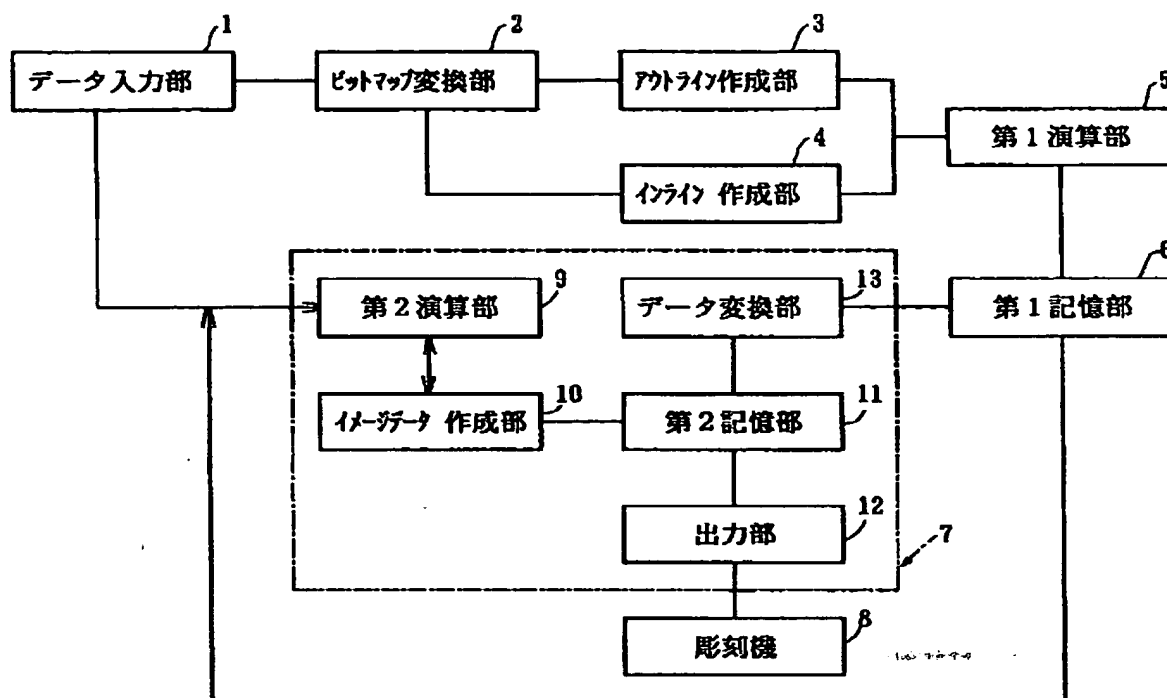 1
データ入力部
2
ビットマップ変換部
3
アウトライン作成部
4
インライン 作成部
5
第1演算部
6
第1記憶部
7
9
第2演算部
13
データ変換部
10
イメージデータ 作成部
11
第2記憶部
12
出力部
8
彫刻機